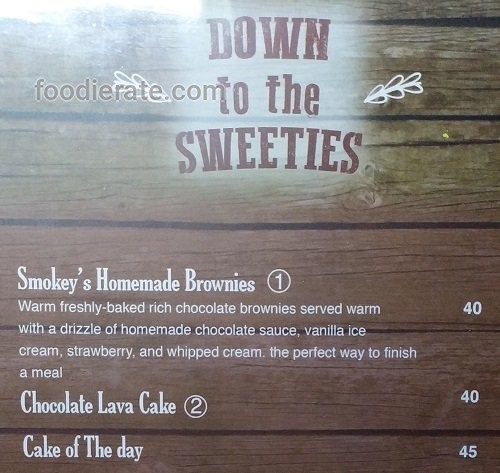 DOWN
foodierate.com to the
SWEETIES
Smokey's Homemade Brownies ①
Warm freshly-baked rich chocolate brownies served warm 40
with a drizzle of homemade chocolate sauce, vanilla ice
cream, strawberry, and whipped cream. the perfect way to finish
a meal
Chocolate Lava Cake ② 40
Cake of The day 45